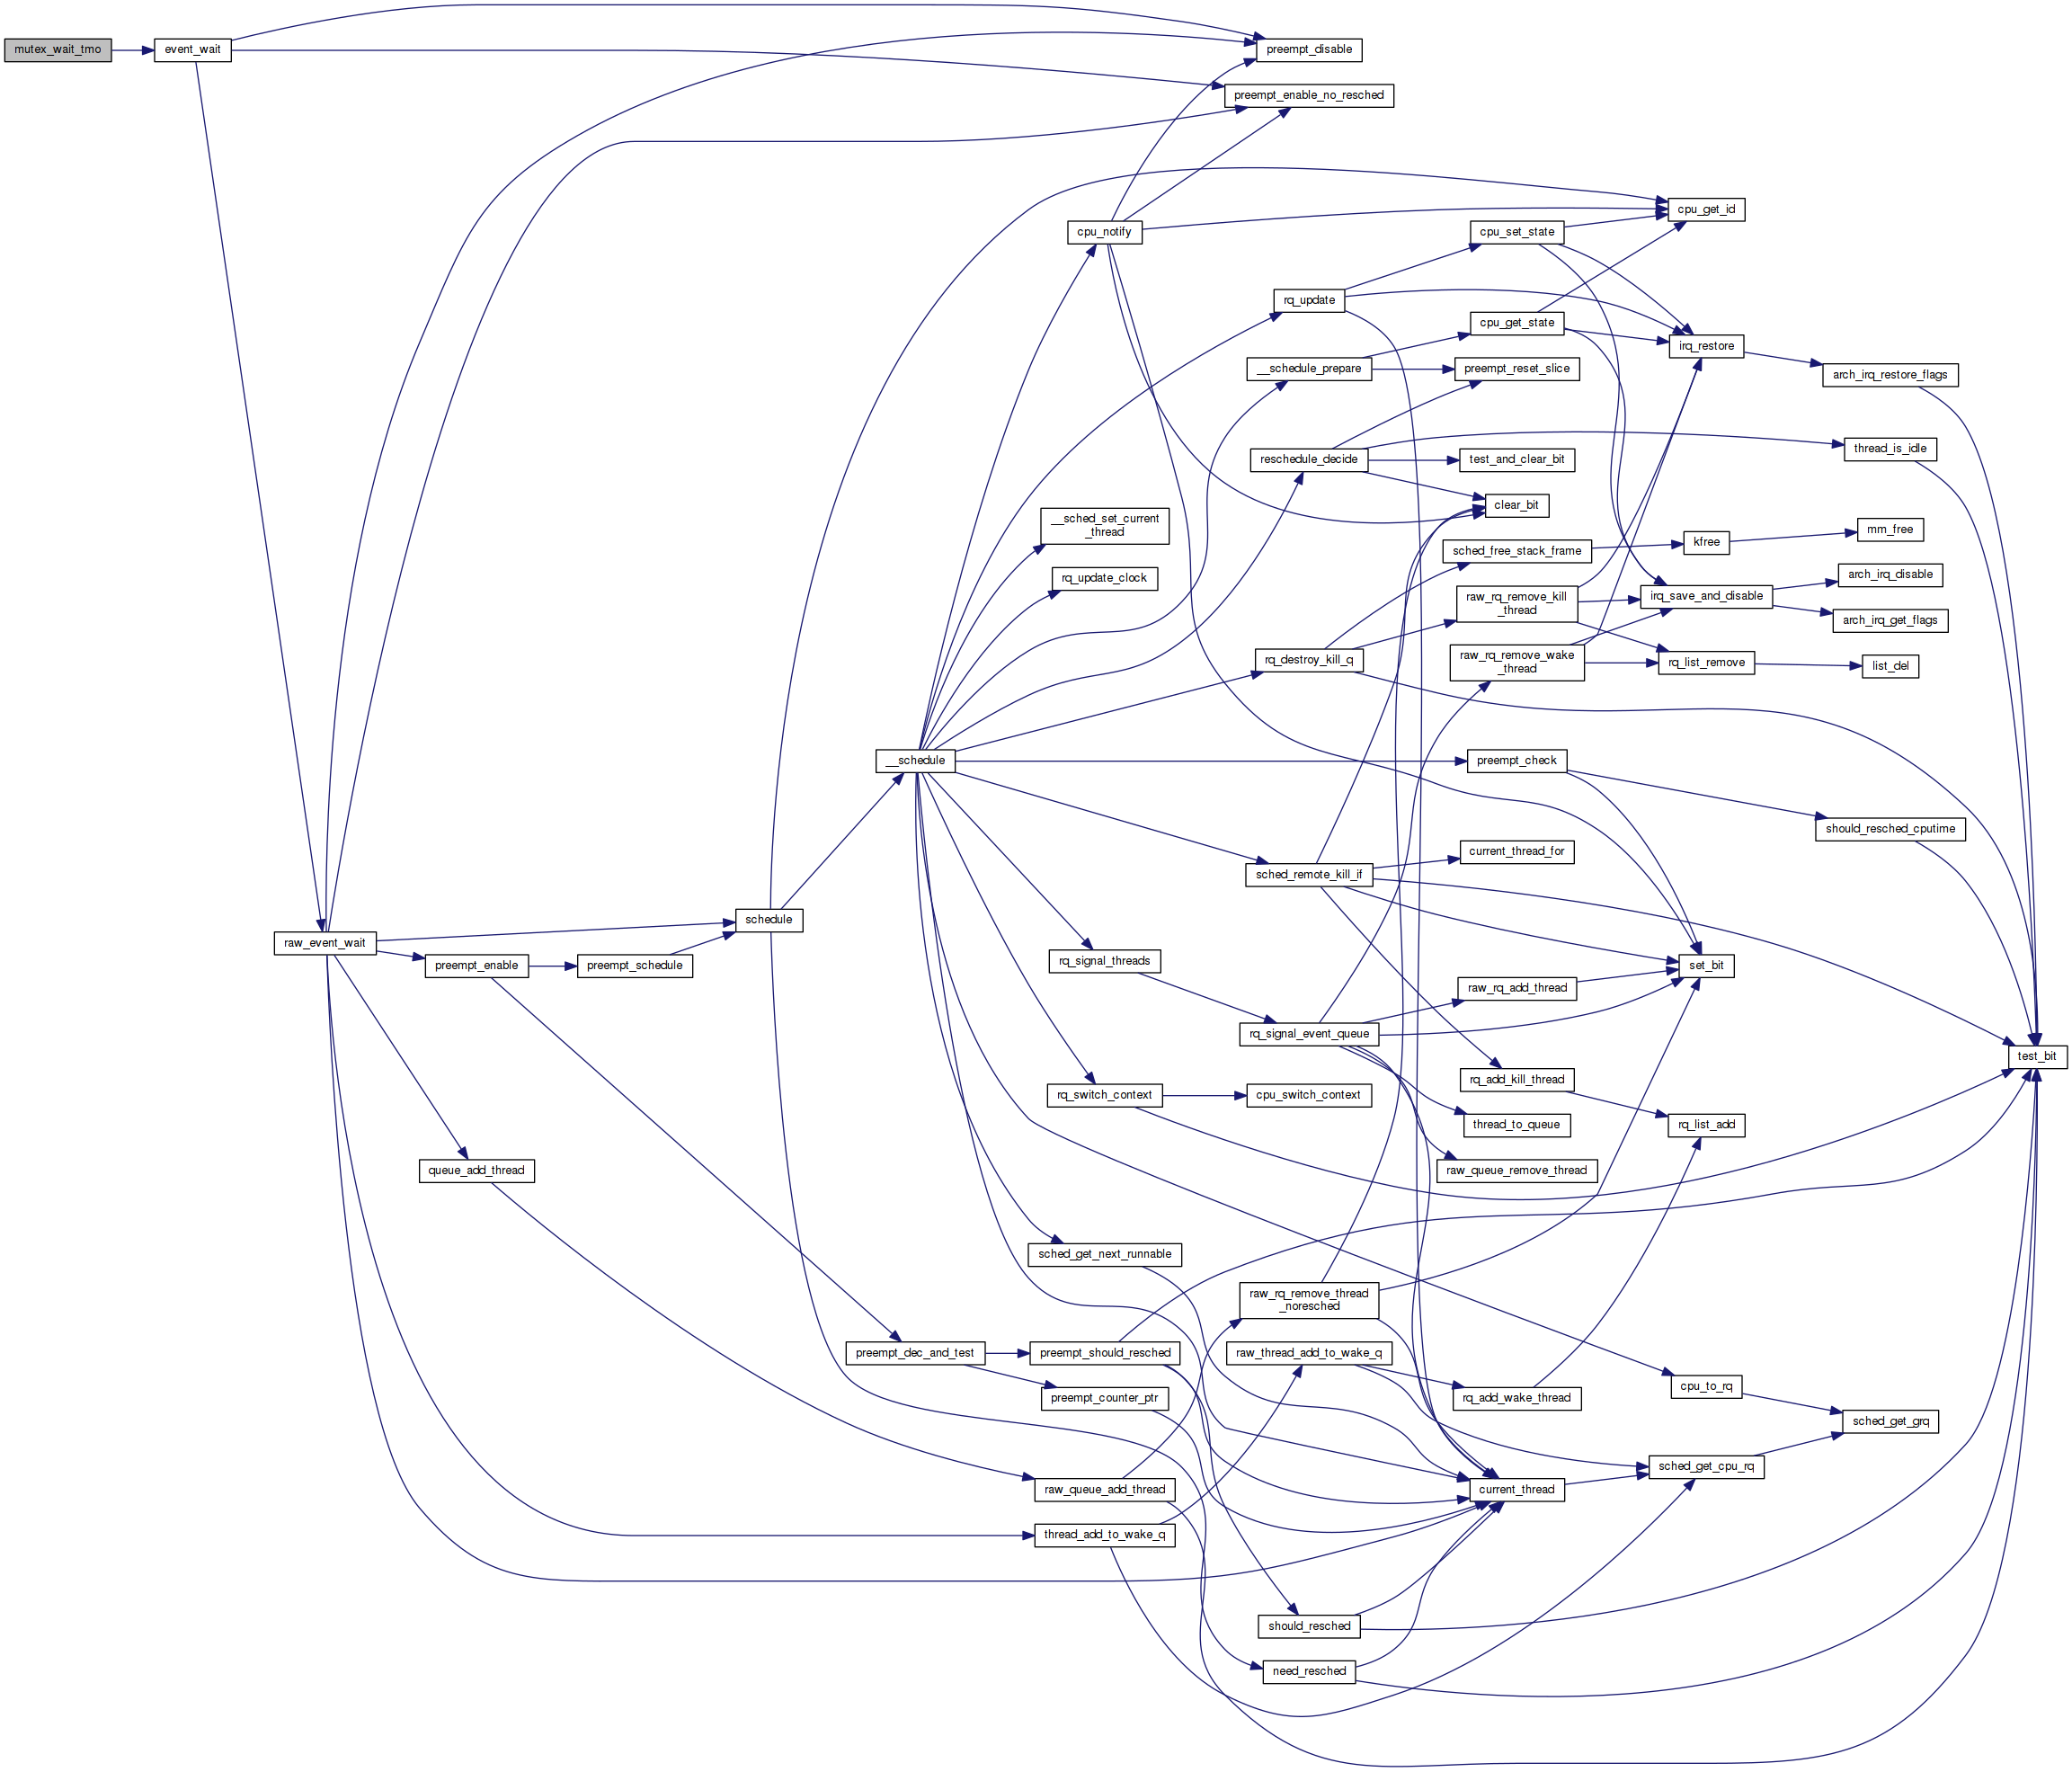 mutex_wait_tmo
event_wait
preempt_disable
preempt_enable_no_resched
cpu_get_id
cpu_notify
cpu_set_state
rq_update
cpu_get_state
irq_restore
__schedule_prepare
preempt_reset_slice
arch_irq_restore_flags
reschedule_decide
test_and_clear_bit
thread_is_idle
clear_bit
__sched_set_current
_thread
sched_free_stack_frame
kfree
mm_free
rq_update_clock
arch_irq_disable
raw_rq_remove_kill
_thread
irq_save_and_disable
arch_irq_get_flags
rq_destroy_kill_q
raw_rq_remove_wake
_thread
rq_list_remove
list_del
__schedule
preempt_check
should_resched_cputime
current_thread_for
sched_remote_kill_if
schedule
raw_event_wait
preempt_enable
preempt_schedule
rq_signal_threads
set_bit
raw_rq_add_thread
rq_signal_event_queue
test_bit
rq_add_kill_thread
rq_switch_context
cpu_switch_context
thread_to_queue
rq_list_add
queue_add_thread
raw_queue_remove_thread
sched_get_next_runnable
raw_rq_remove_thread
_noresched
preempt_dec_and_test
preempt_should_resched
raw_thread_add_to_wake_q
cpu_to_rq
preempt_counter_ptr
rq_add_wake_thread
sched_get_grq
sched_get_cpu_rq
raw_queue_add_thread
current_thread
thread_add_to_wake_q
should_resched
need_resched